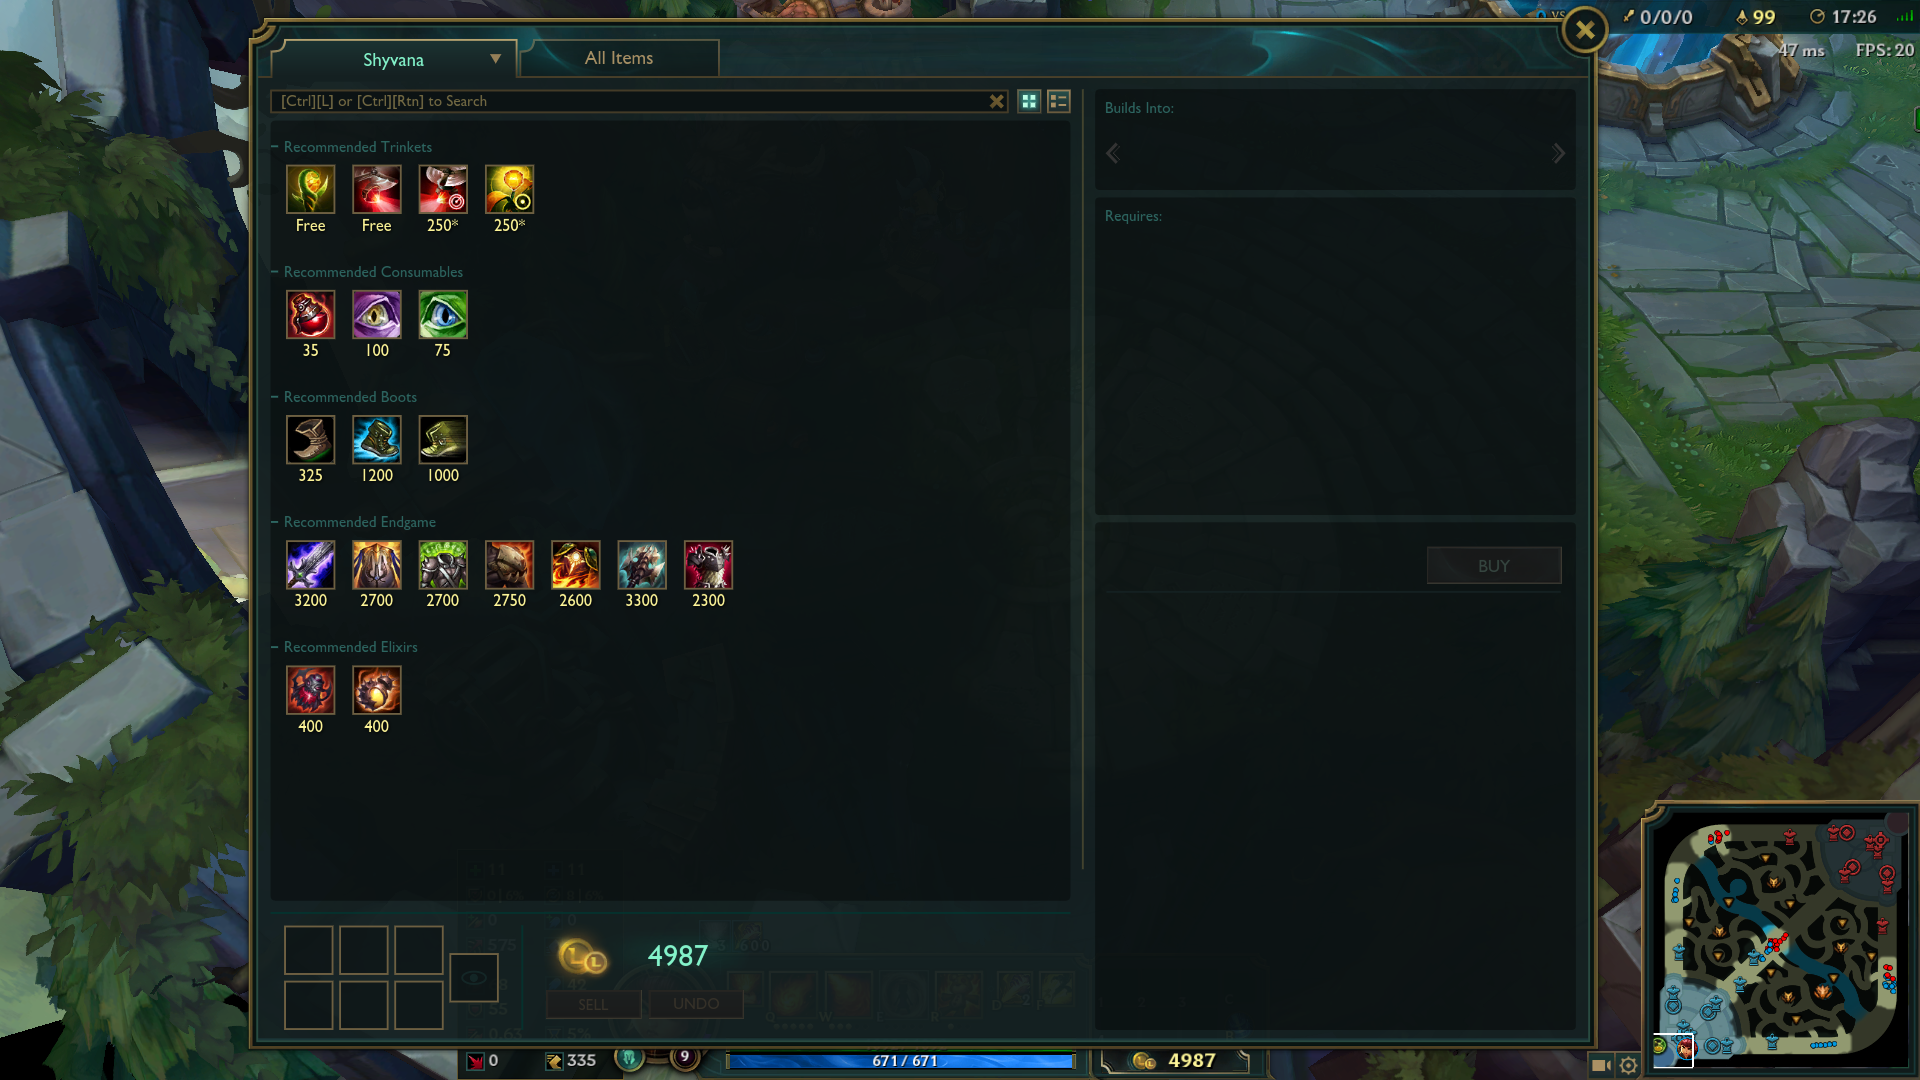 Shyvana
All Items
0/0/0
99
17:26
47 ms
FPS: 20
[Ctrl][L] or [Ctrl][Rtn] to Search
Builds Into:
Recommended Trinkets
Free
Free
250*
250*
Requires:
Recommended Consumables
35
100
75
Recommended Boots
325
1200
1000
Recommended Endgame
3200
2700
2700
2750
2600
3300
2300
BUY
Recommended Elixirs
400
400
4987
SELL
UNDO
0
335
9
671 / 671
4987